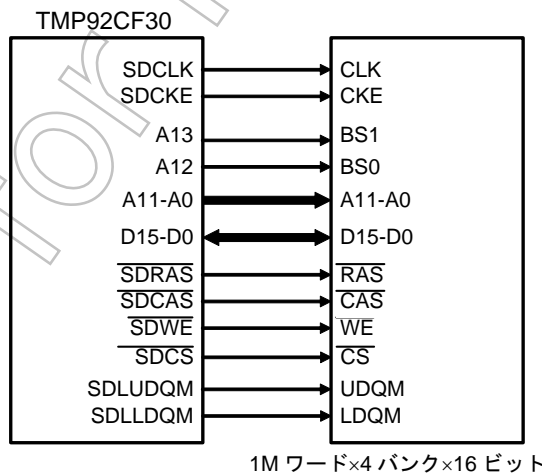 TMP92CF30
SDCLK CLK
SDCKE CKE
A13 BS1
A12 BS0
A11-A0 A11-A0
D15-D0 D15-D0
SDRAS RAS
SDCAS CAS
SDWE WE
SDCS CS
SDLUDQM UDQM
SDLLDQM LDQM
1M ワード×4 バンク×16 ビット